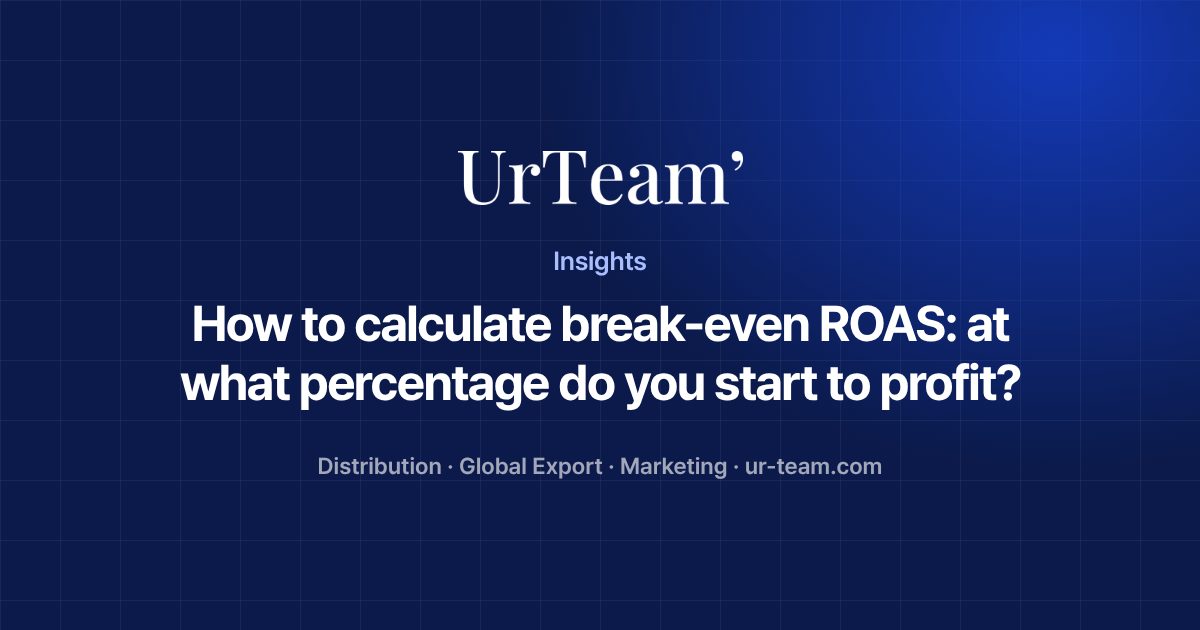 UrTeam’
Insights
How to calculate break-even ROAS: at
what percentage do you start to profit?
Distribution · Global Export · Marketing · ur-team.com